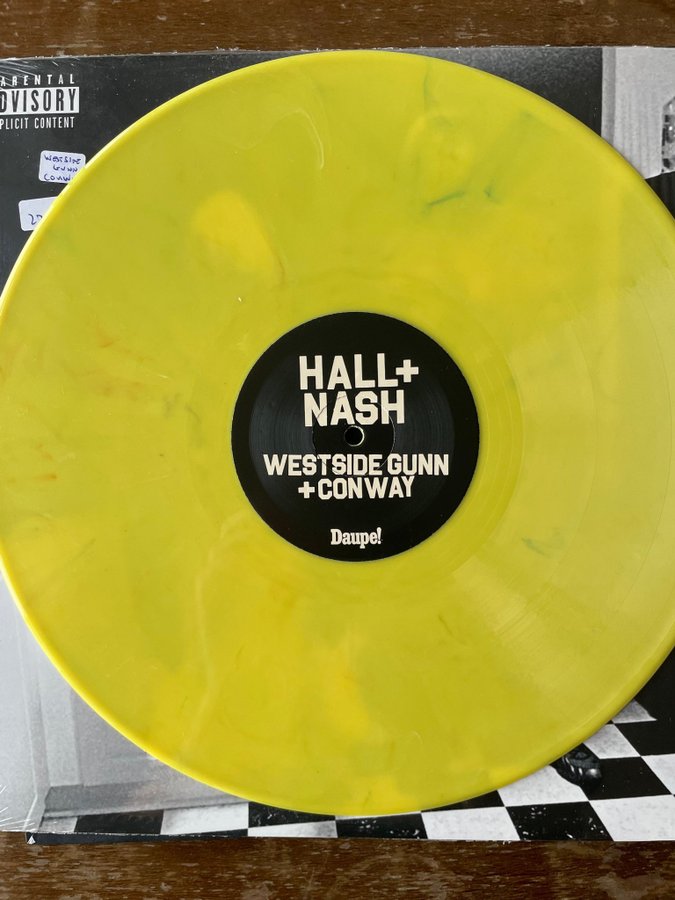 ARENTAL
DVISORY
PLICIT CONTENT
WESTSIDE
GUNN
HALL+
NASH
WESTSIDE GUNN
+CONWAY
Daupe!